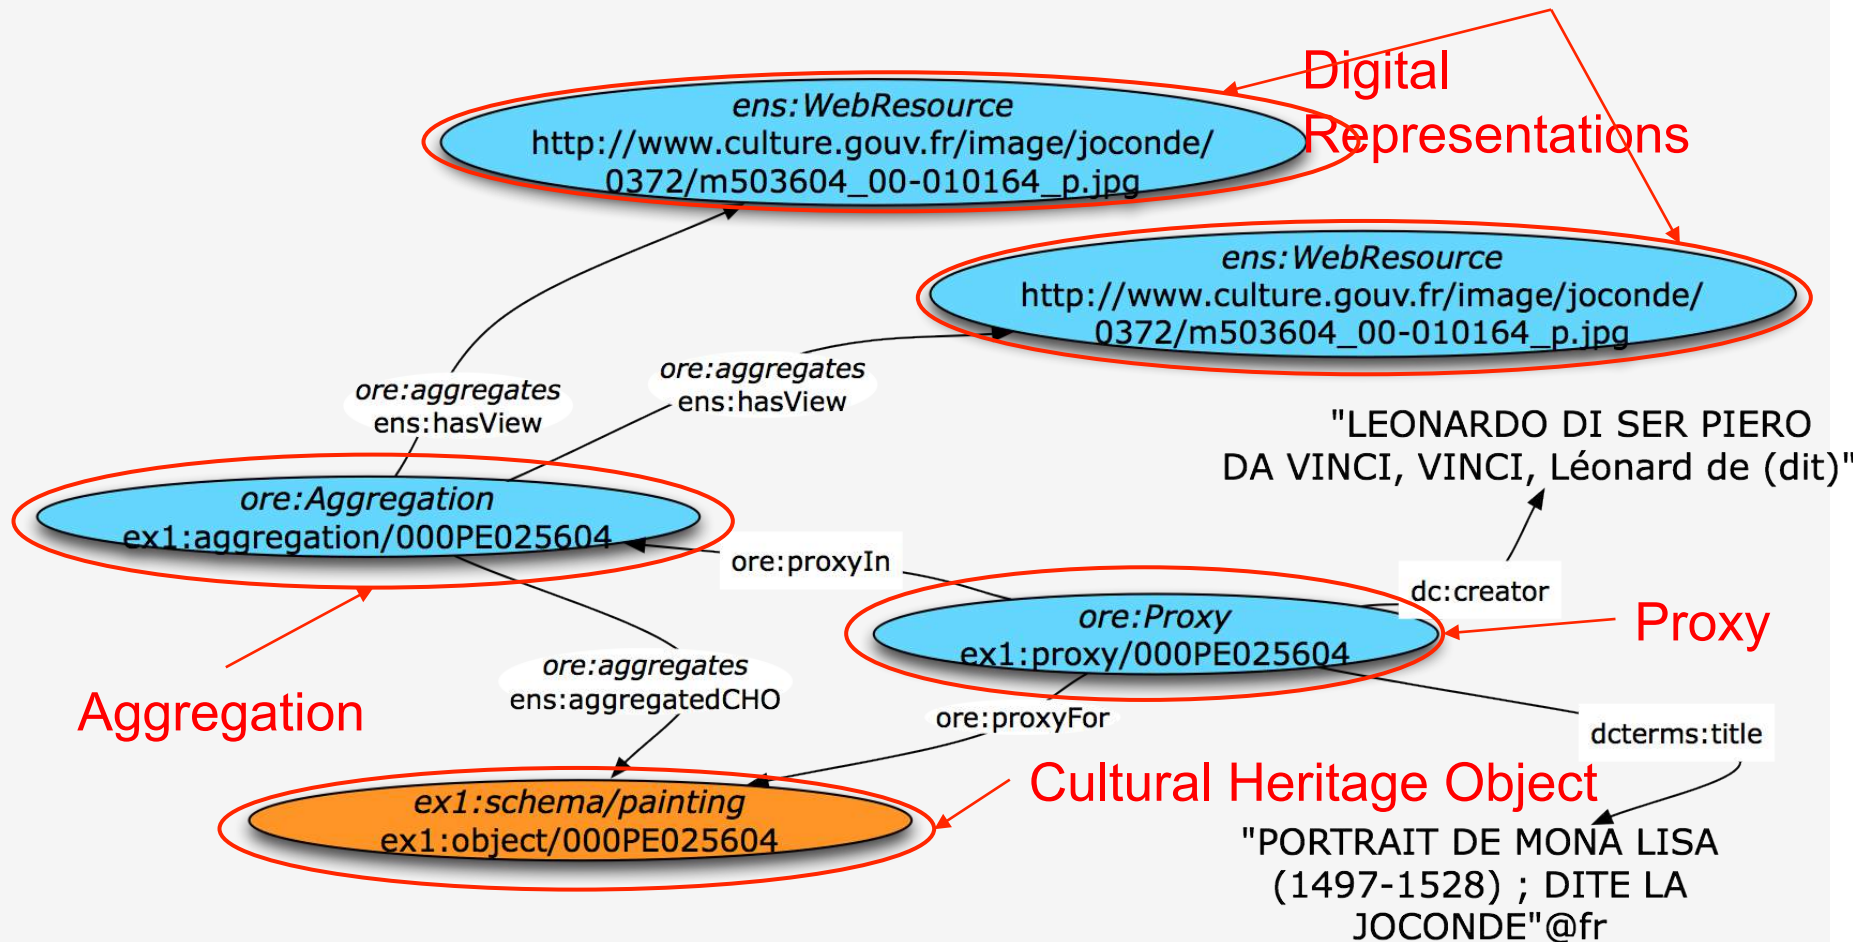 Digital
Representations
ens:WebResource
http://www.culture.gouv.fr/image/joconde/
0372/m503604_00-010164_p.jpg
ens:WebResource
http://www.culture.gouv.fr/image/joconde/
0372/m503604_00-010164_p.jpg
ore:aggregates
ens:hasView
ore:aggregates
ens:hasView
"LEONARDO DI SER PIERO
DA VINCI, VINCI, Léonard de (dit)"
ore:Aggregation
ex1:aggregation/000PE025604
ore:proxyIn
dc:creator
ore:Proxy
ex1:proxy/000PE025604
Proxy
ore:aggregates
ens:aggregatedCHO
Aggregation
ore:proxyFor
dcterms:title
Cultural Heritage Object
ex1:schema/painting
ex1:object/000PE025604
"PORTRAIT DE MONA LISA
(1497-1528) ; DITE LA
JOCONDE"@fr